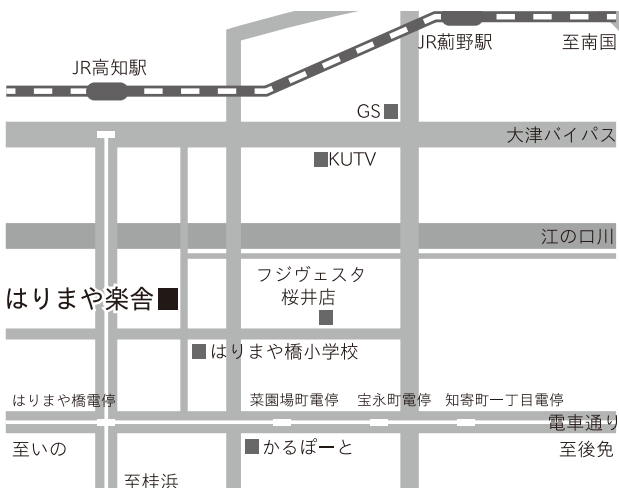 JR薊野駅
至南国
JR高知駅
GS
大津バイパス
KUTV
江の口川
フジヴェスタ
桜井店
はりまや楽舎
はりまや橋小学校
はりまや橋電停
菜園場町電停
宝永町電停
知寄町一丁目電停
電車通り
至いの
かるぽーと
至後免
至桂浜